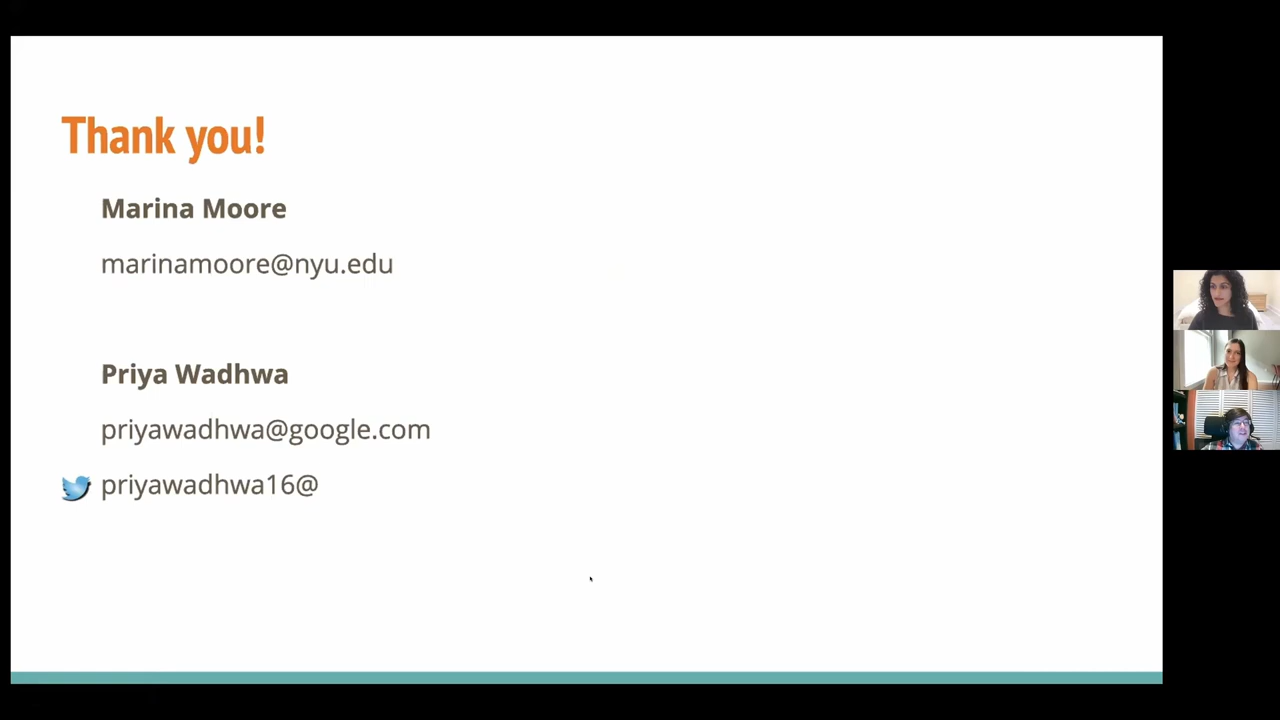 Thank you!
Marina Moore
marinamoore@nyu.edu
Priya Wadhwa
priyawadhwa@google.com
priyawadhwa16@